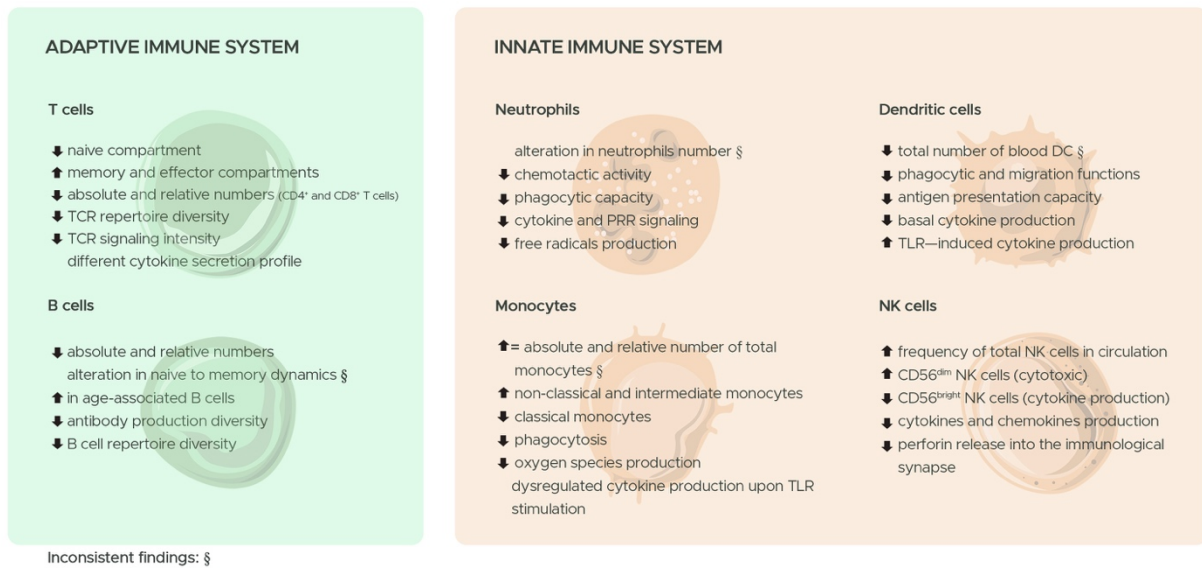 ADAPTIVE IMMUNE SYSTEM
T cells
⬇ naive compartment
⬆ memory and effector compartments
⬇ absolute and relative numbers (CD4⁺ and CD8⁺ T cells)
⬇ TCR repertoire diversity
⬇ TCR signaling intensity
different cytokine secretion profile
B cells
⬇ absolute and relative numbers
alteration in naive to memory dynamics §
⬆ in age-associated B cells
⬇ antibody production diversity
⬇ B cell repertoire diversity
INNATE IMMUNE SYSTEM
Neutrophils
alteration in neutrophils number §
⬇ chemotactic activity
⬇ phagocytic capacity
⬇ cytokine and PRR signaling
⬇ free radicals production
Dendritic cells
⬇ total number of blood DC §
⬇ phagocytic and migration functions
⬇ antigen presentation capacity
⬇ basal cytokine production
⬆ TLR—induced cytokine production
Monocytes
⬆= absolute and relative number of total
monocytes §
⬆ non-classical and intermediate monocytes
⬇ classical monocytes
⬇ phagocytosis
⬇ oxygen species production
dysregulated cytokine production upon TLR
stimulation
NK cells
⬆ frequency of total NK cells in circulation
⬆ CD56ᵈⁱᵐ NK cells (cytotoxic)
⬇ CD56ᵇʳⁱᵍʰᵗ NK cells (cytokine production)
⬇ cytokines and chemokines production
⬇ perforin release into the immunological
synapse
Inconsistent findings: §